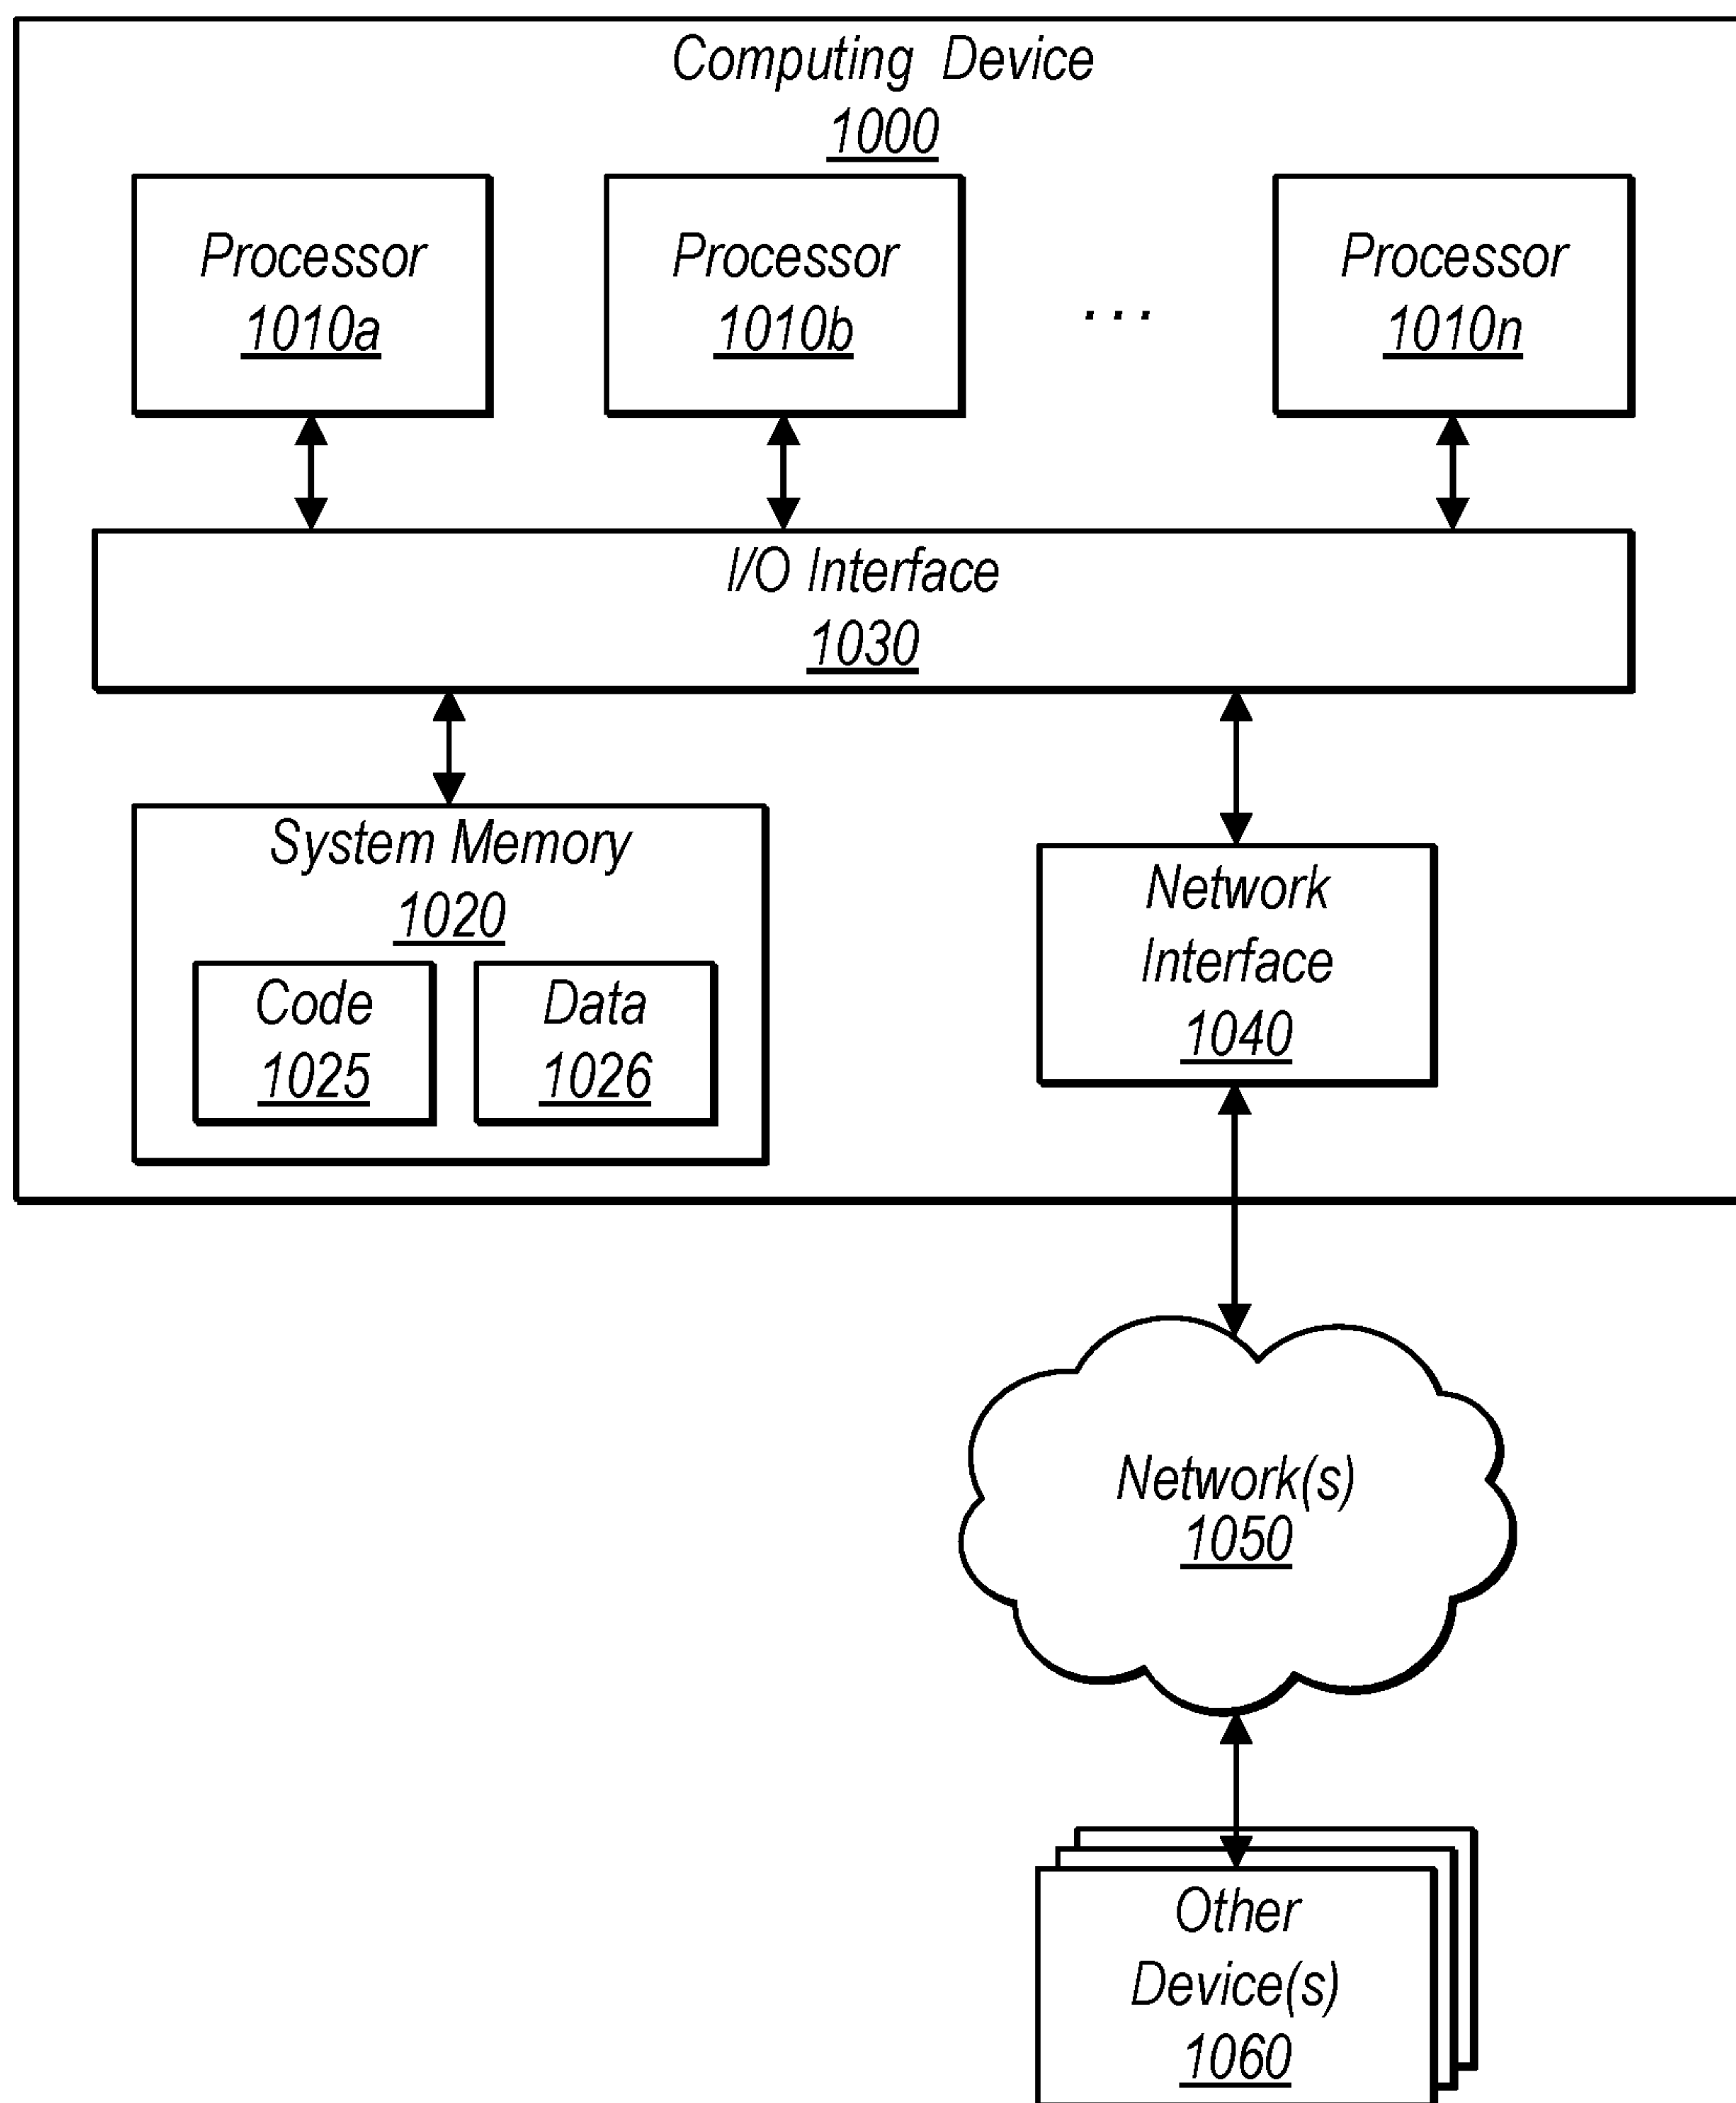 Computing Device
1000
Processor
1010a
Processor
1010b
...
Processor
1010n
I/O Interface
1030
System Memory
1020
Code
1025
Data
1026
Network
Interface
1040
Network(s)
1050
Other
Device(s)
1060